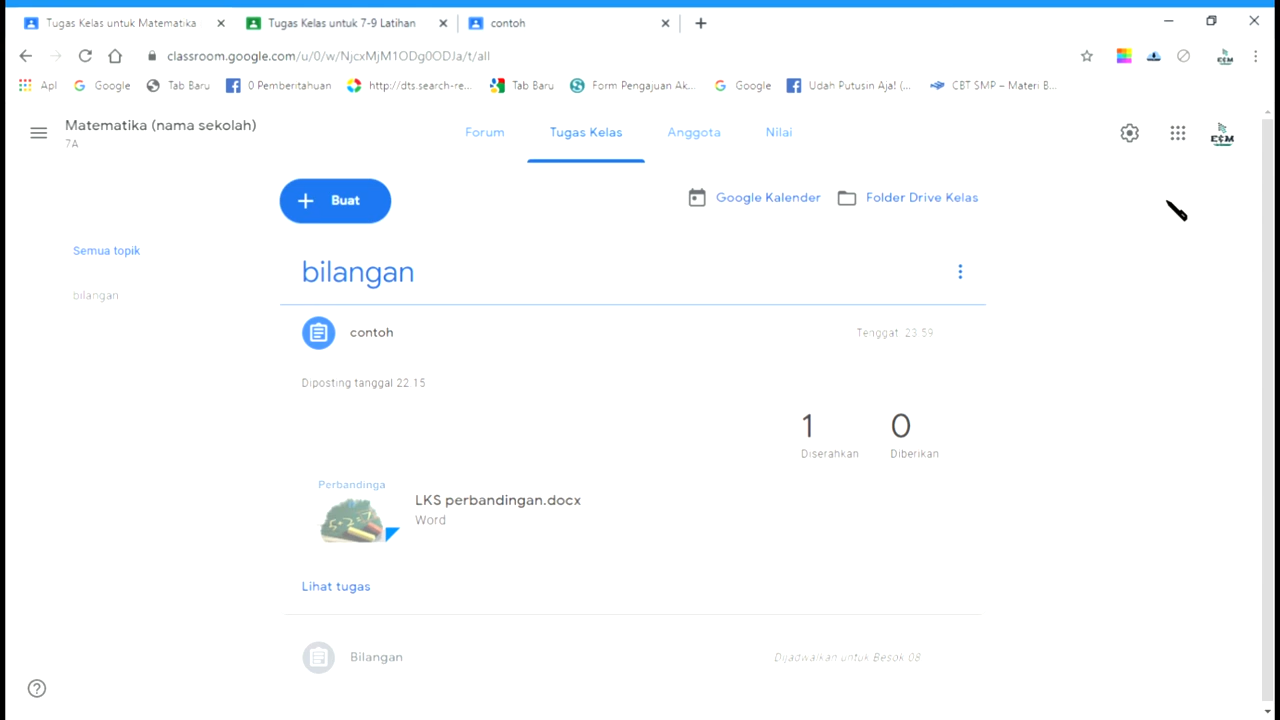 Tugas Kelas untuk Matematika
Tugas Kelas untuk 7-9 Latihan
contoh
classroom.google.com/u/0/w/NjcxMjM1ODg0ODJa/t/all
Apl
Google
Tab Baru
0 Pemberitahuan
http://dts.search-re...
Tab Baru
Form Pengajuan Ak...
Google
Udah Putusin Aja! (...
CBT SMP – Materi B...
Matematika (nama sekolah)
7A
Forum
Tugas Kelas
Anggota
Nilai
Buat
Google Kalender
Folder Drive Kelas
Semua topik
bilangan
bilangan
contoh
Tenggat 23.59
Diposting tanggal 22.15
1
0
Diserahkan
Diberikan
Perbandinga
LKS perbandingan.docx
Word
Lihat tugas
Bilangan
Dijadwalkan untuk Besok 08